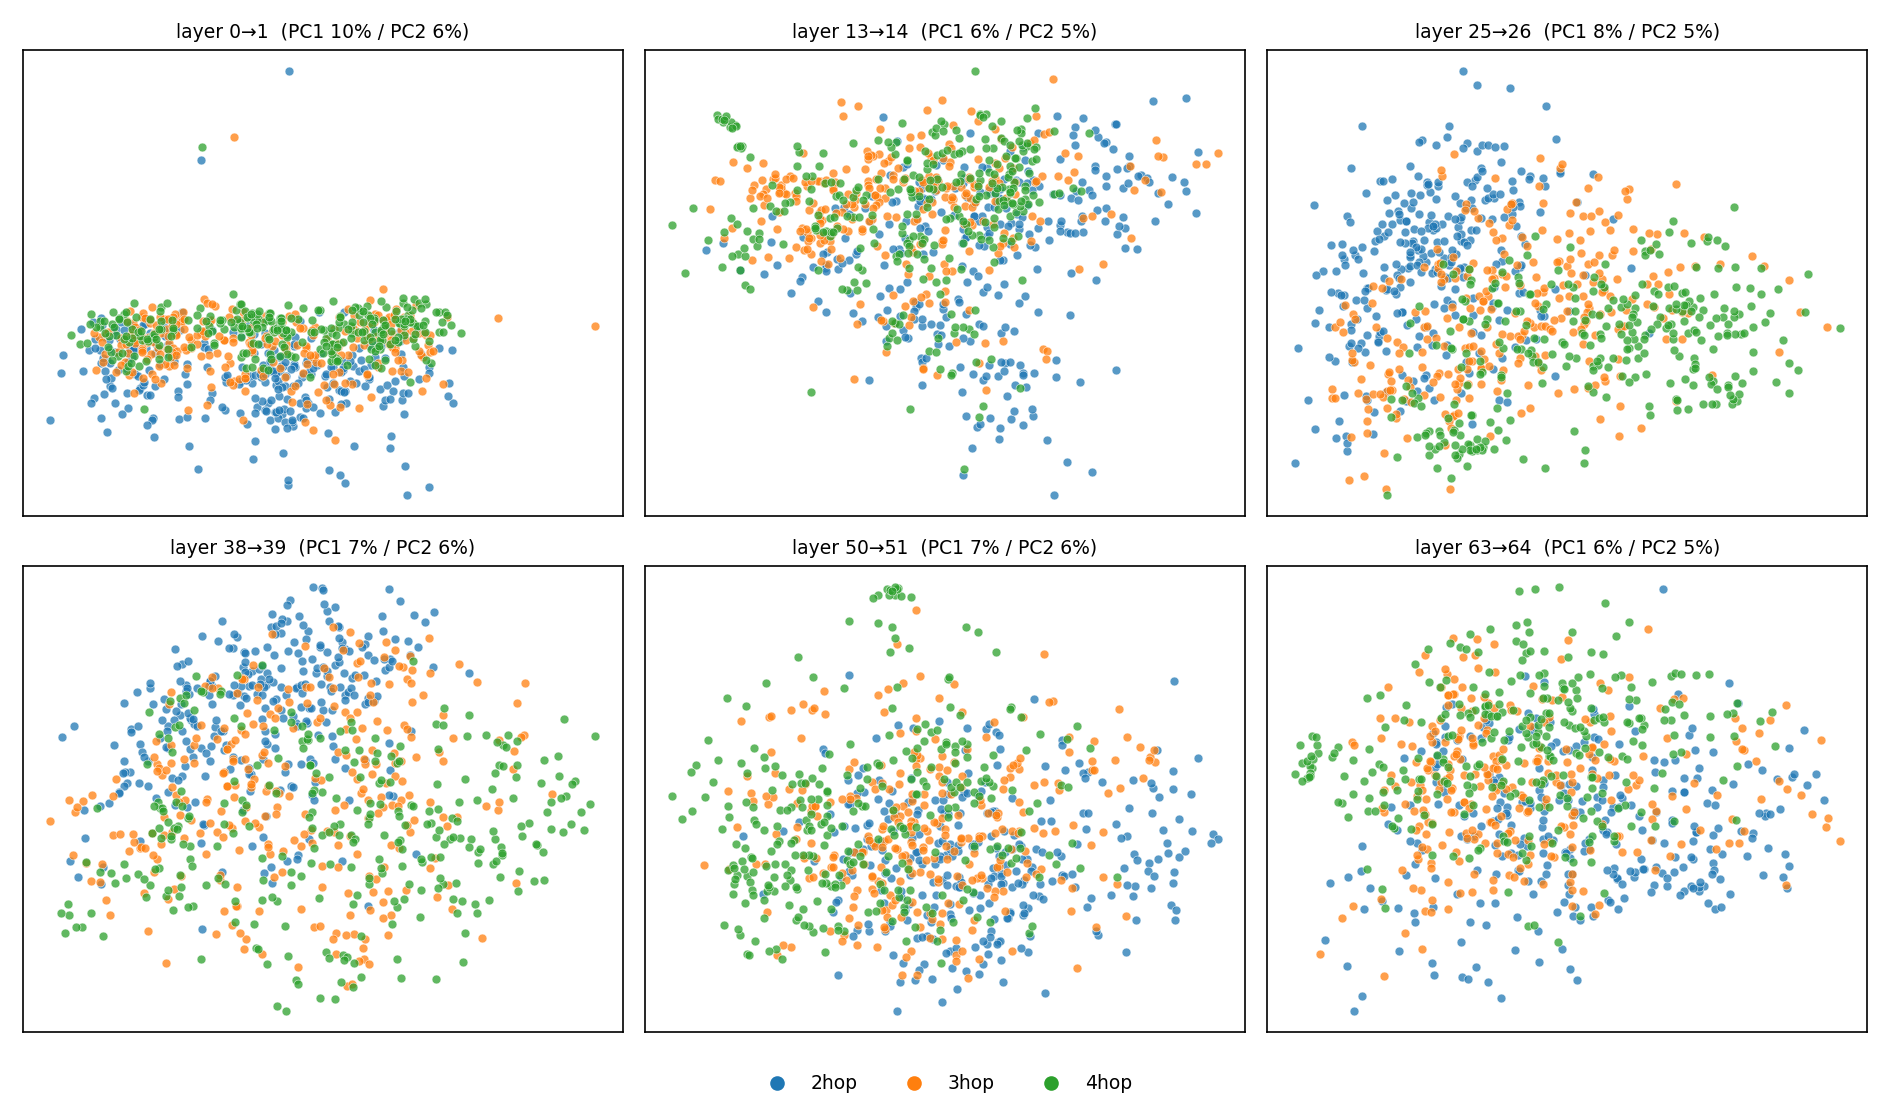 layer 0→1 (PC1 10% / PC2 6%)
layer 13→14 (PC1 6% / PC2 5%)
layer 25→26 (PC1 8% / PC2 5%)
layer 38→39 (PC1 7% / PC2 6%)
layer 50→51 (PC1 7% / PC2 6%)
layer 63→64 (PC1 6% / PC2 5%)
2hop 3hop 4hop